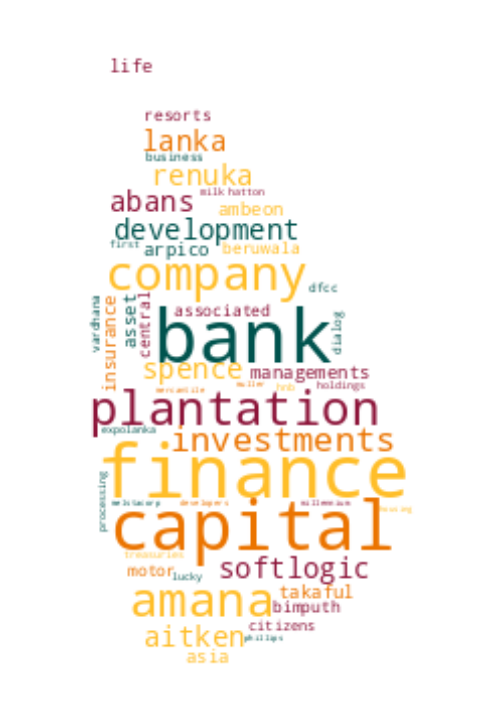 life
resorts
lanka
business
renuka
milk hatton
abans ambeon
development
first arpico beruwala
company
dfcc
vardhana insurance asset central associated
bank dialog
spence managements
mercantile muller hnb holdings
plantation
expolanka investments
finance
processing
melstacorp developers millennium
housing
capital
treasuries
motor lucky softlogic
amana takaful
bimputh
citizens
aitken phillips
asia